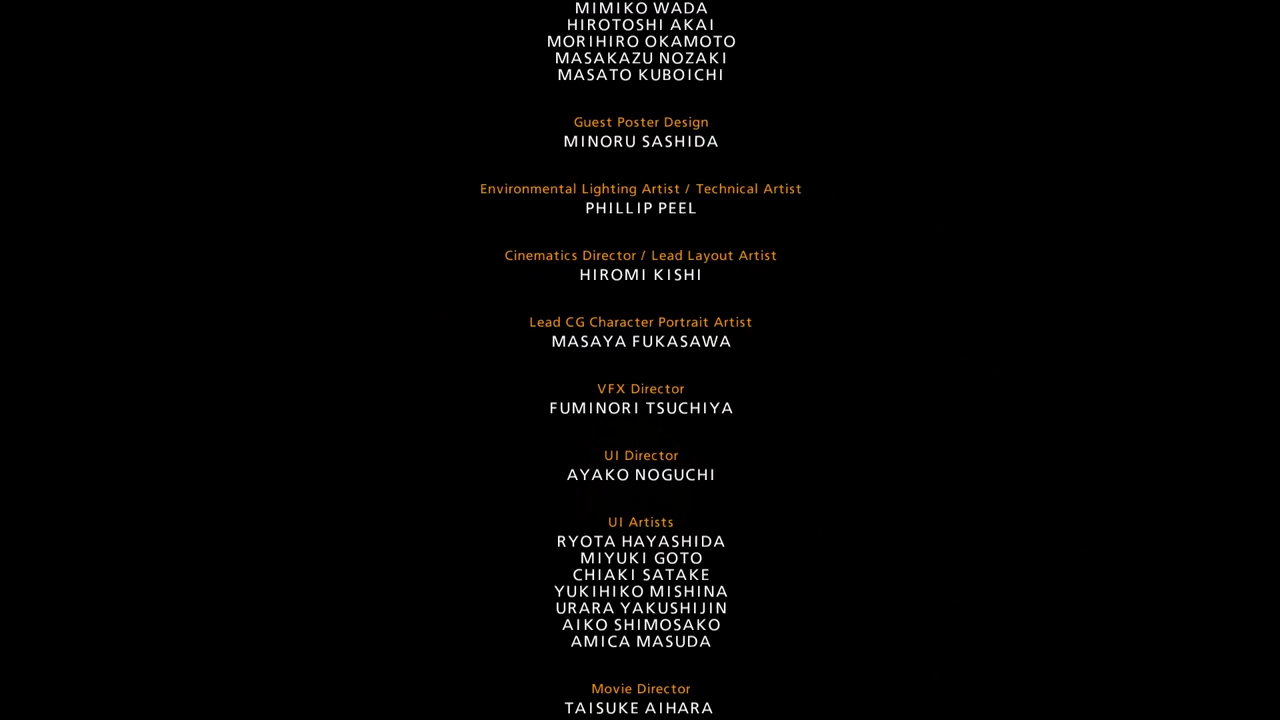 MIMIKO WADA
HIROTOSHI AKAI
MORIHIRO OKAMOTO
MASAKAZU NOZAKI
MASATO KUBOICHI
Guest Poster Design
MINORU SASHIDA
Environmental Lighting Artist / Technical Artist
PHILLIP PEEL
Cinematics Director / Lead Layout Artist
HIROMI KISHI
Lead CG Character Portrait Artist
MASAYA FUKASAWA
VFX Director
FUMINORI TSUCHIYA
UI Director
AYAKO NOGUCHI
UI Artists
RYOTA HAYASHIDA
MIYUKI GOTO
CHIAKI SATAKE
YUKIHIKO MISHINA
URARA YAKUSHIJIN
AIKO SHIMOSAKO
AMICA MASUDA
Movie Director
TAISUKE AIHARA